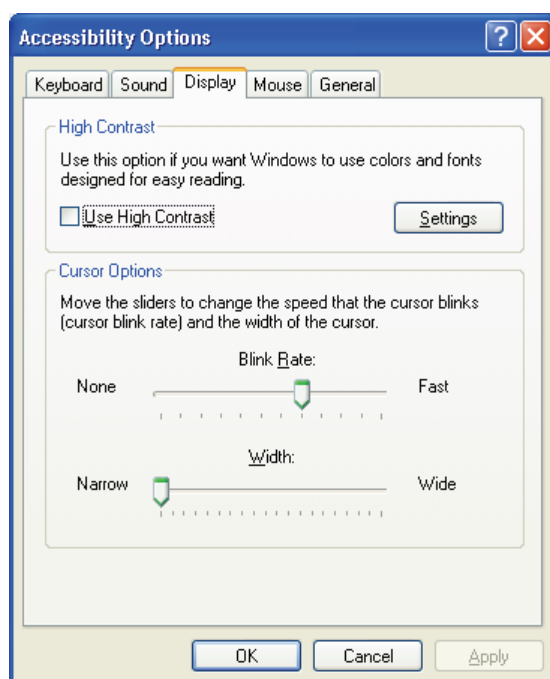 Accessibility Options ?
Keyboard Sound Display Mouse General
High Contrast
Use this option if you want Windows to use colors and fonts
designed for easy reading.
Use High Contrast Settings
Cursor Options
Move the sliders to change the speed that the cursor blinks
(cursor blink rate) and the width of the cursor.
Blink Rate:
None Fast
Width:
Narrow Wide
OK Cancel Apply